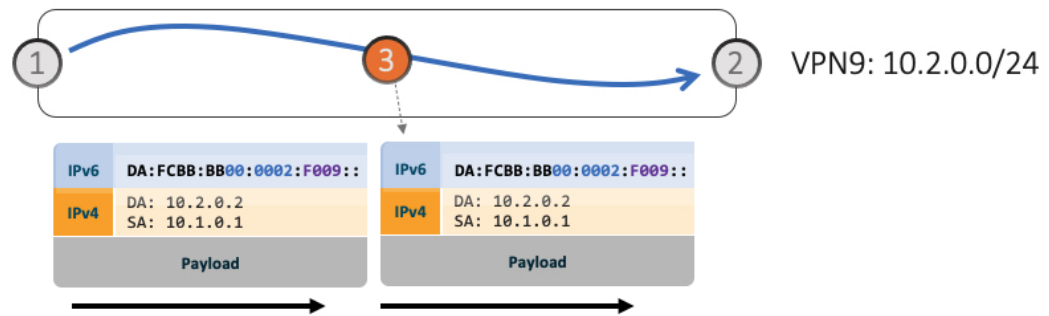 1
3
2
VPN9: 10.2.0.0/24
IPv6 DA:FCBB:BB00:0002:F009::
IPv4 DA: 10.2.0.2
SA: 10.1.0.1
Payload
IPv6 DA:FCBB:BB00:0002:F009::
IPv4 DA: 10.2.0.2
SA: 10.1.0.1
Payload